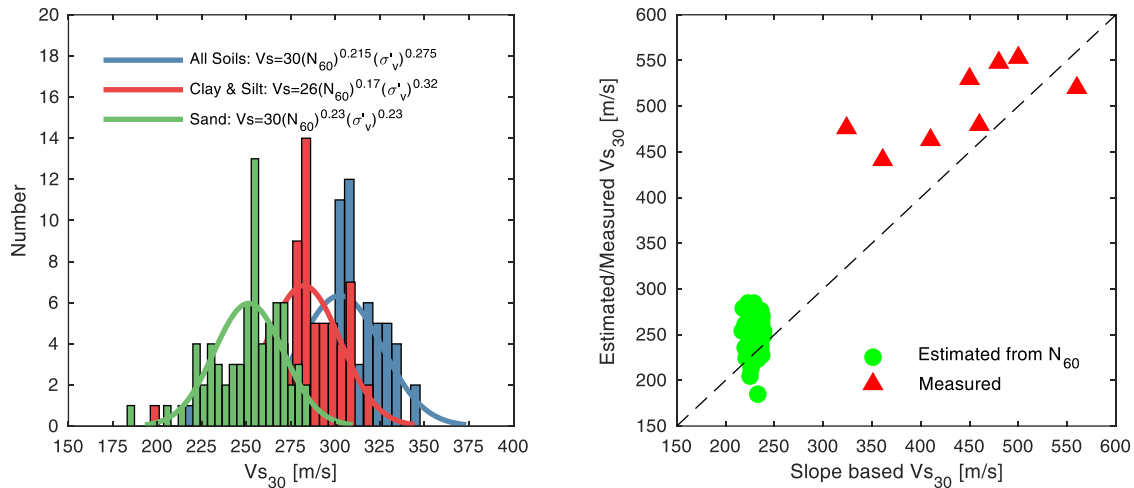 20
18
16
14
12
10
8
6
4
2
0
Number
All Soils: Vs=30(N60)^0.215(σ'v)^0.275
Clay & Silt: Vs=26(N60)^0.17(σ'v)^0.32
Sand: Vs=30(N60)^0.23(σ'v)^0.23
150 175 200 225 250 275 300 325 350 375 400
Vs30 [m/s]
600
550
500
450
400
350
300
250
200
150
Estimated/Measured Vs30 [m/s]
Estimated from N60
Measured
150 200 250 300 350 400 450 500 550 600
Slope based Vs30 [m/s]